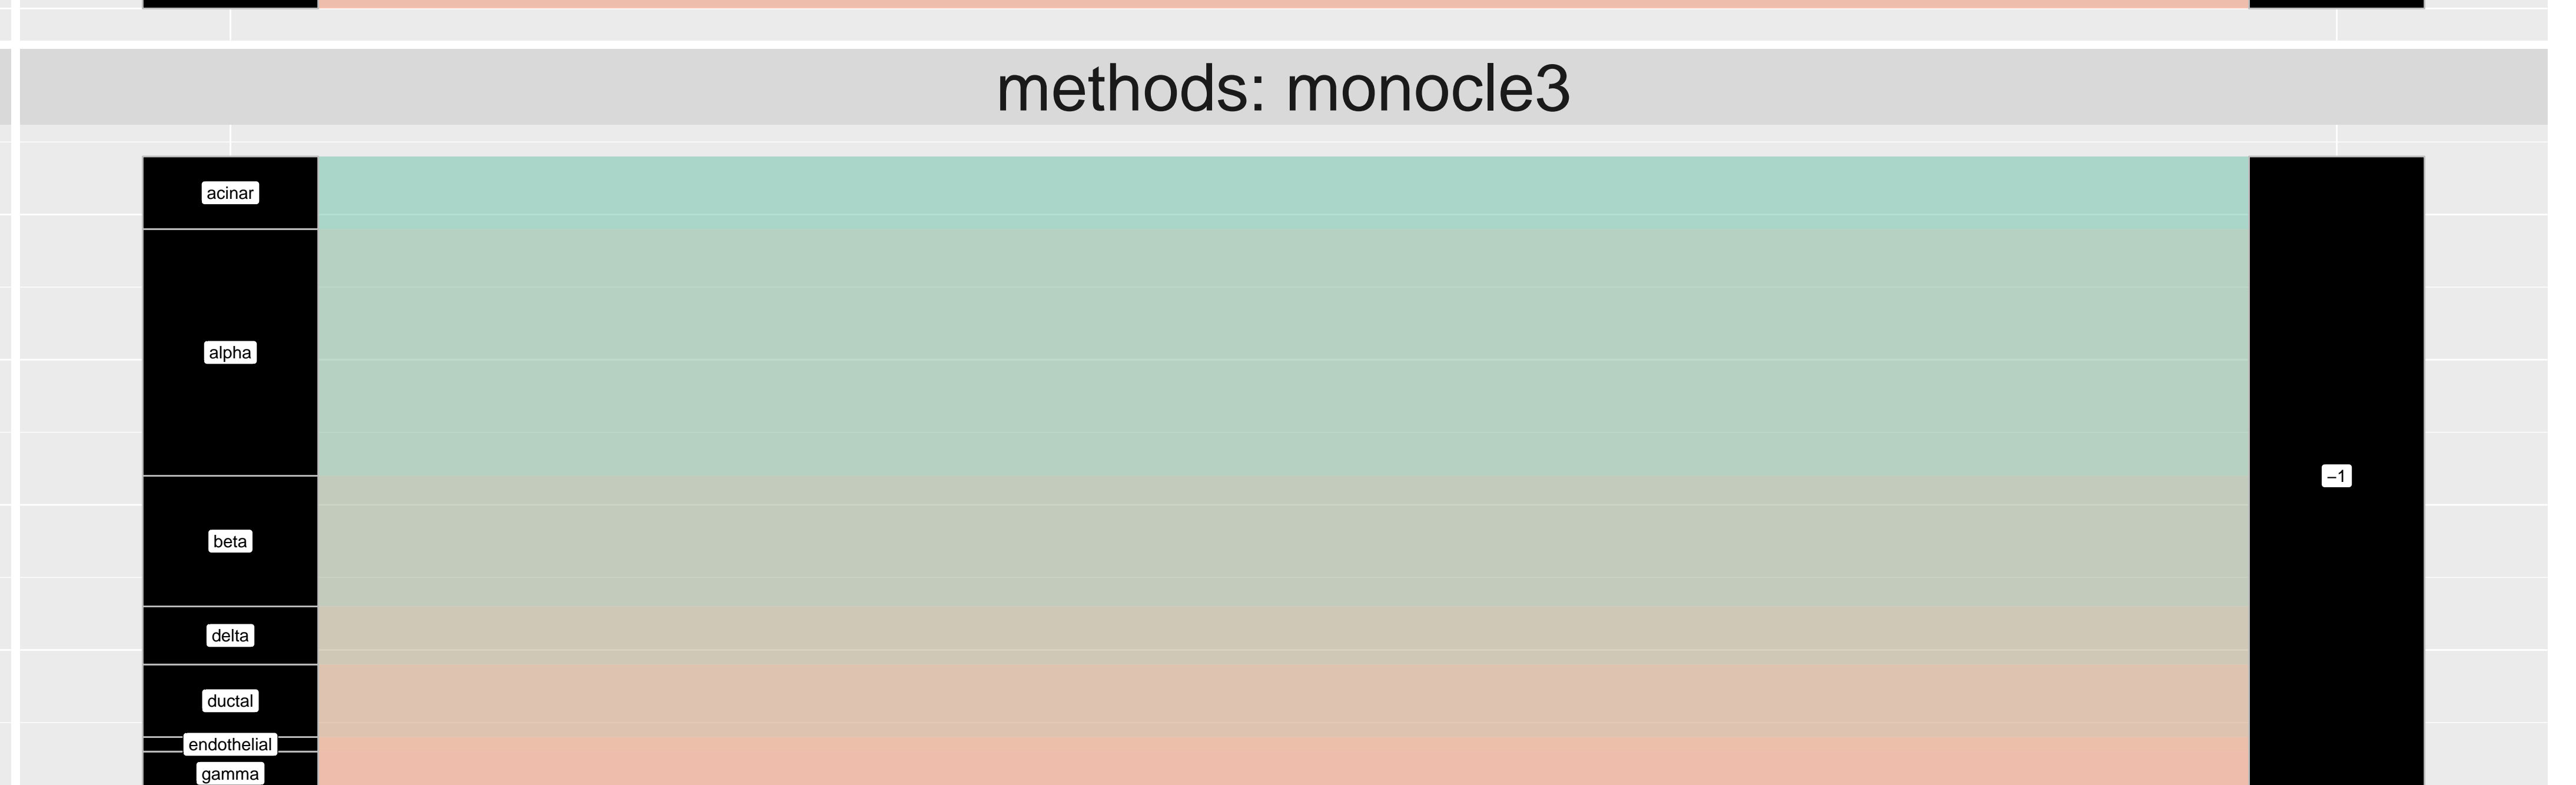 methods: monocle3
acinar
alpha
beta
delta
ductal
endothelial
gamma
−1